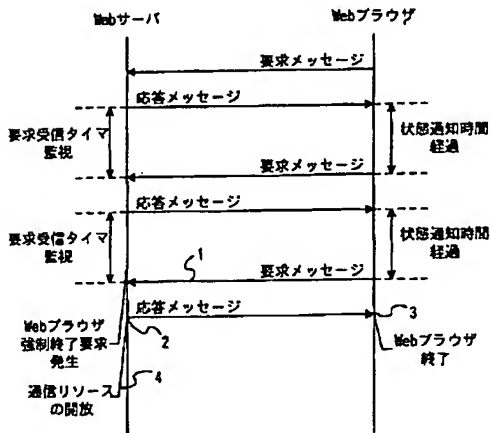 Webサーバ
Webブラウザ
要求メッセージ
応答メッセージ
要求受信タイマ
監視
状態通知時間
経過
要求メッセージ
応答メッセージ
要求受信タイマ
監視
状態通知時間
経過
1
要求メッセージ
応答メッセージ
3
Webブラウザ
強制終了要求
発生
2
Webブラウザ
終了
4
通信リソース
の開放